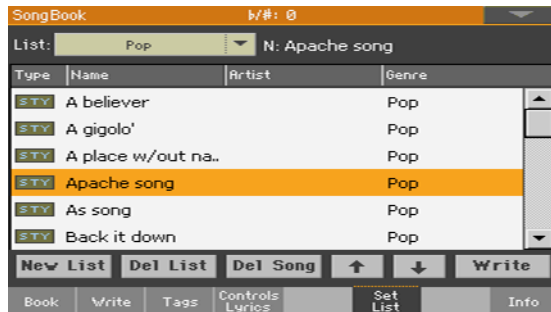 SongBook ♭/#: 0
List: Pop N: Apache song
Type Name Artist Genre
STY A believer Pop
STY A gigolo' Pop
STY A place w/out na.. Pop
STY Apache song Pop
STY As song Pop
STY Back it down Pop
New List Del List Del Song ↑ ↓ Write
Book Write Tags Controls Lyrics Set List Info